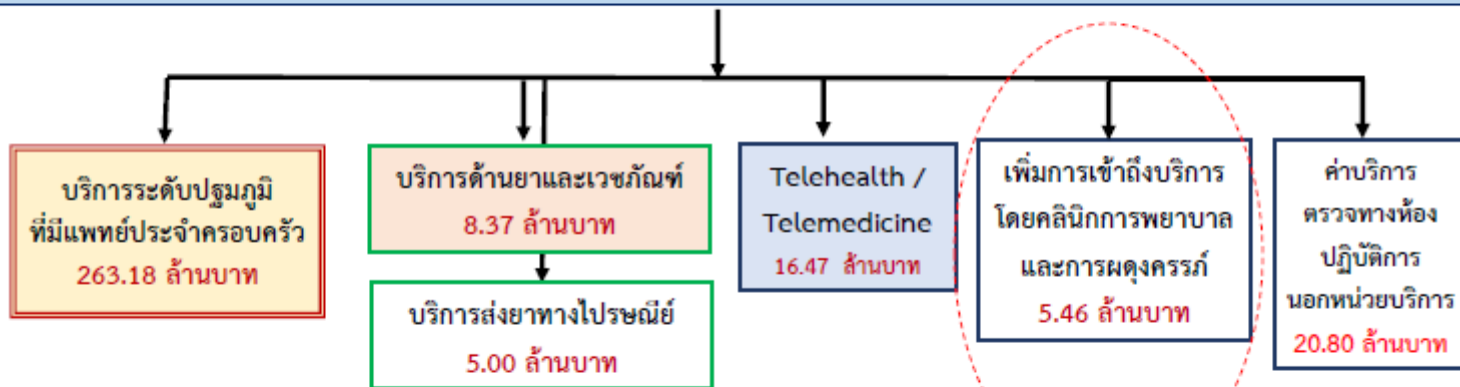 บริการระดับปฐมภูมิ
ที่มีแพทย์ประจำครอบครัว
263.18 ล้านบาท
บริการด้านยาและเวชภัณฑ์
8.37 ล้านบาท
บริการส่งยาทางไปรษณีย์
5.00 ล้านบาท
Telehealth /
Telemedicine
16.47 ล้านบาท
เพิ่มการเข้าถึงบริการ
โดยคลินิกการพยาบาล
และการผดุงครรภ์
5.46 ล้านบาท
ค่าบริการ
ตรวจทางห้อง
ปฏิบัติการ
นอกหน่วยบริการ
20.80 ล้านบาท